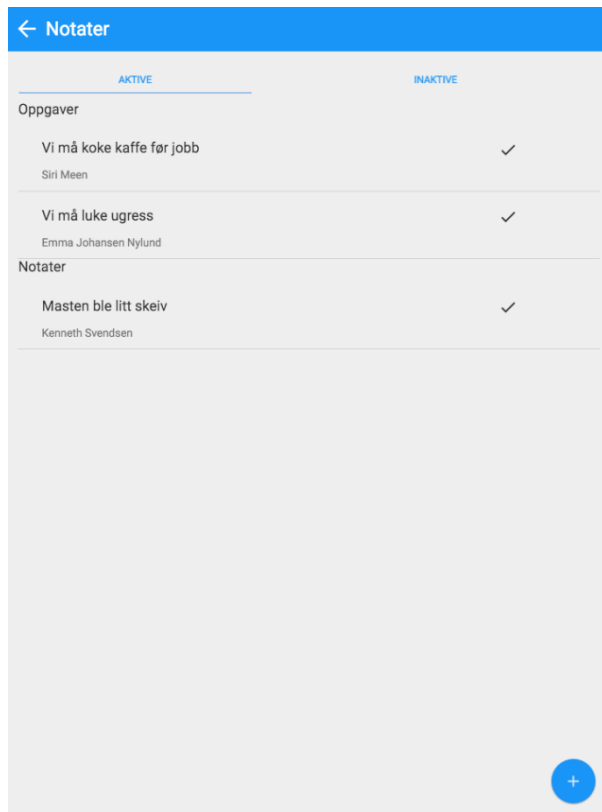 Notater
AKTIVE
INAKTIVE
Oppgaver
Vi må koke kaffe før jobb
Siri Meen
Vi må luke ugress
Emma Johansen Nylund
Notater
Masten ble litt skeiv
Kenneth Svendsen